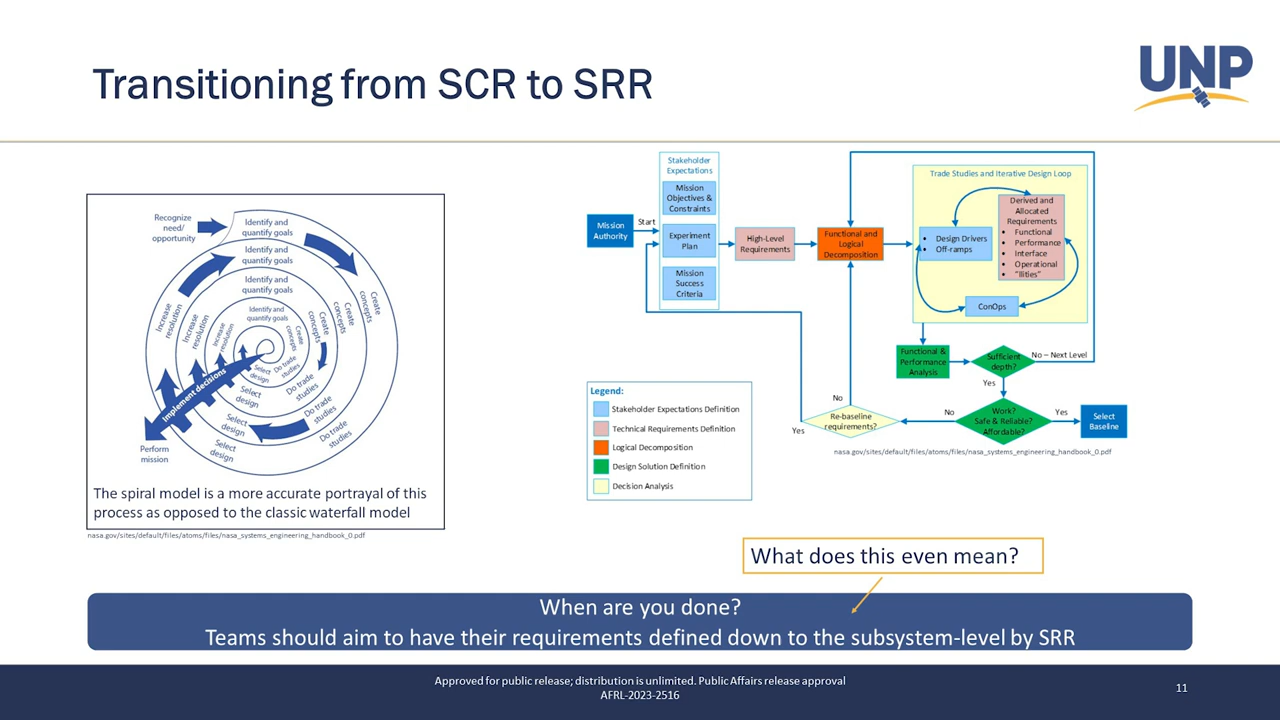 Transitioning from SCR to SRR
UNP
Recognize
need/
opportunity
Identify and
quantify goals
Identify and
quantify goals
Identify and
quantify goals
Identify and
quantify goals
Create
concepts
Create
concepts
Create
concepts
Create
concepts
Increase
resolution
Increase
resolution
Increase
resolution
Do trade
studies
Do trade
studies
Do trade
studies
Do trade
studies
Select
design
Select
design
Select
design
Select
design
Implement decisions
Perform
mission
The spiral model is a more accurate portrayal of this
process as opposed to the classic waterfall model
nasa.gov/sites/default/files/atoms/files/nasa_systems_engineering_handbook_0.pdf
Mission
Authority
Start
Stakeholder
Expectations
Mission
Objectives &
Constraints
Experiment
Plan
Mission
Success
Criteria
High-Level
Requirements
Functional and
Logical
Decomposition
Trade Studies and Iterative Design Loop
• Design Drivers
• Off-ramps
Derived and
Allocated
Requirements
• Functional
• Performance
• Interface
• Operational
• "Ilities"
ConOps
Functional &
Performance
Analysis
Sufficient
depth?
No – Next Level
Yes
Work?
Safe & Reliable?
Affordable?
Yes
Select
Baseline
No
Re-baseline
requirements?
No
Yes
nasa.gov/sites/default/files/atoms/files/nasa_systems_engineering_handbook_0.pdf
Legend:
Stakeholder Expectations Definition
Technical Requirements Definition
Logical Decomposition
Design Solution Definition
Decision Analysis
What does this even mean?
When are you done?
Teams should aim to have their requirements defined down to the subsystem-level by SRR
Approved for public release; distribution is unlimited. Public Affairs release approval
AFRL-2023-2516
11